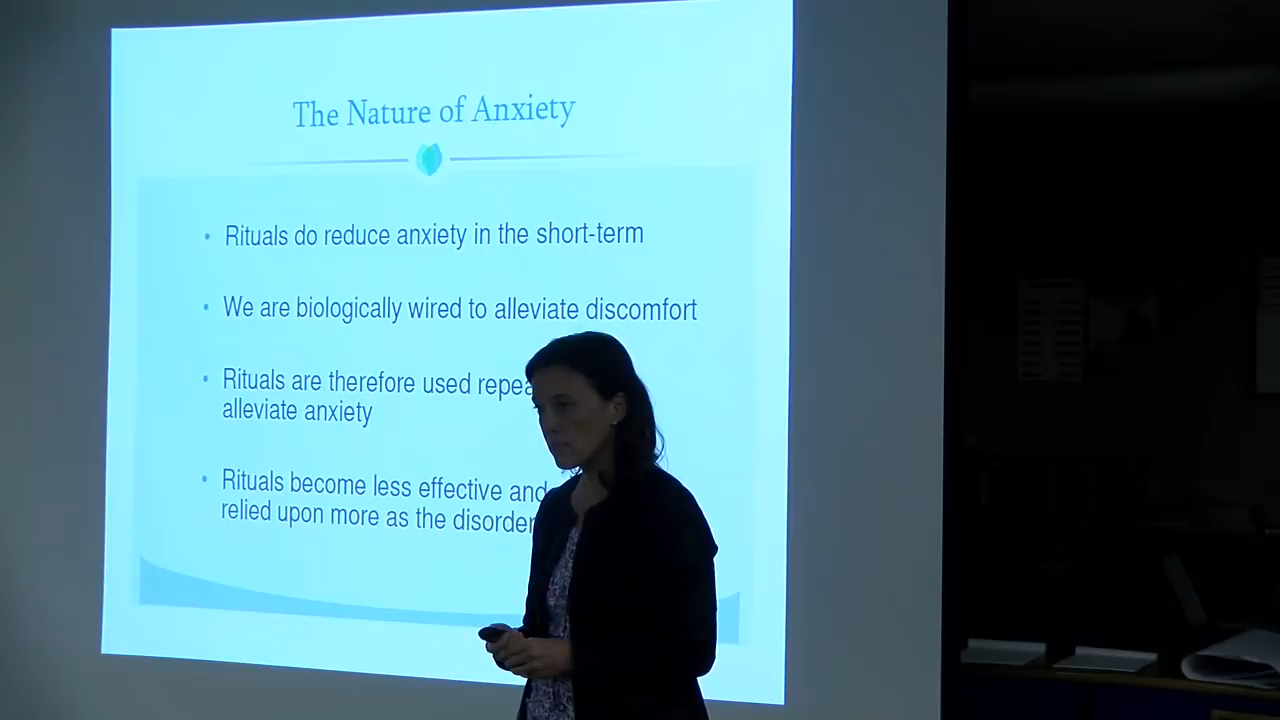 The Nature of Anxiety
• Rituals do reduce anxiety in the short-term
• We are biologically wired to alleviate discomfort
• Rituals are therefore used
alleviate anxiety
• Rituals become less effective and
relied upon more as the disorder